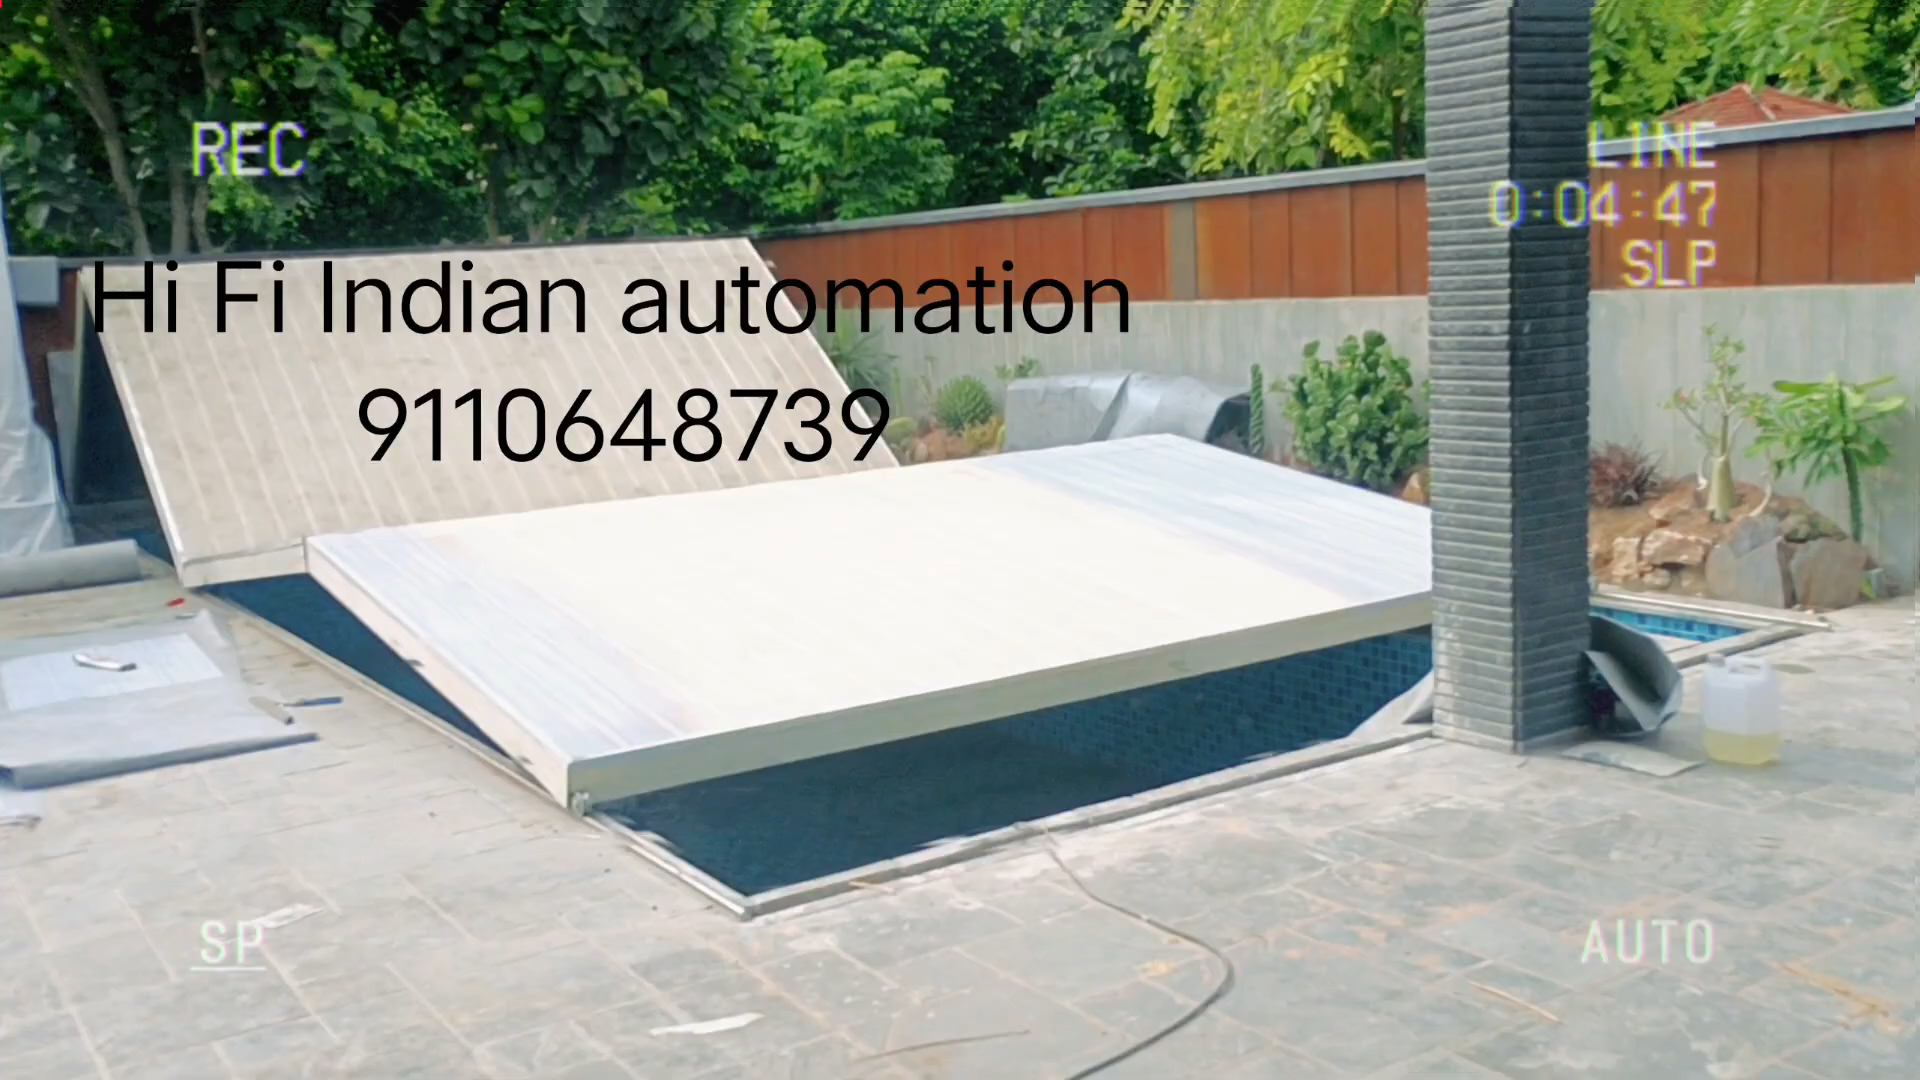 REC
LINE
0:04:47
SLP
Hi Fi Indian automation
9110648739
SP
AUTO